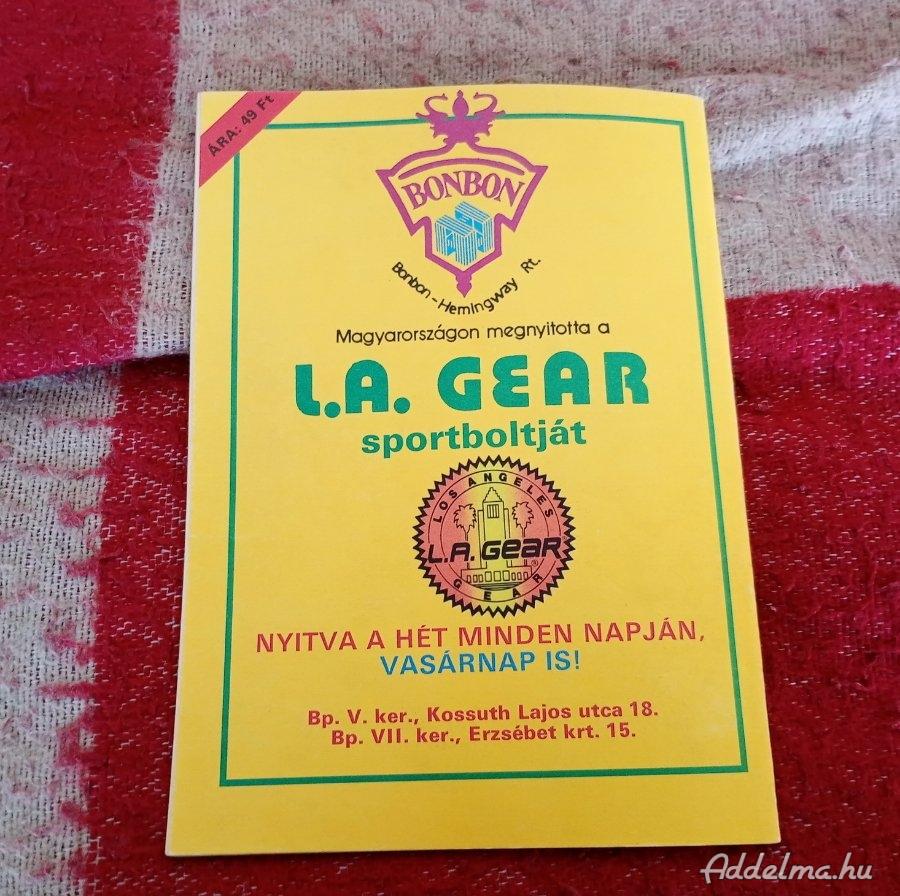 ÁRA: 49 Ft
BONBON
Bonbon-Hemingway Rt.
Magyarországon megnyitotta a
L.A. GEAR
sportboltját
LOS ANGELES
L.A. Gear®
GEAR
NYITVA A HÉT MINDEN NAPJÁN,
VASÁRNAP IS!
Bp. V. ker., Kossuth Lajos utca 18.
Bp. VII. ker., Erzsébet krt. 15.
Addelma.hu